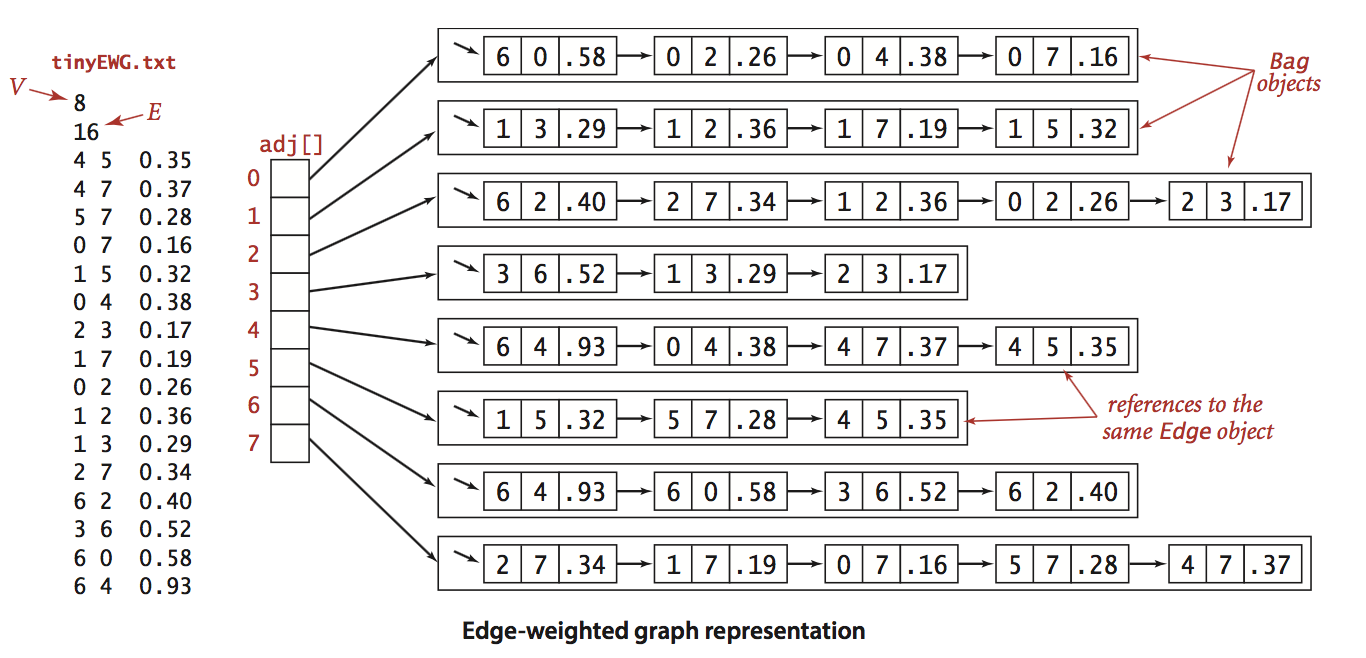 tinyEWG.txt
V
8
E
16
4 5 0.35
4 7 0.37
5 7 0.28
0 7 0.16
1 5 0.32
0 4 0.38
2 3 0.17
1 7 0.19
0 2 0.26
1 2 0.36
1 3 0.29
2 7 0.34
6 2 0.40
3 6 0.52
6 0 0.58
6 4 0.93
adj[]
0
1
2
3
4
5
6
7
6 0 .58 0 2 .26 0 4 .38 0 7 .16
1 3 .29 1 2 .36 1 7 .19 1 5 .32
6 2 .40 2 7 .34 1 2 .36 0 2 .26 2 3 .17
3 6 .52 1 3 .29 2 3 .17
6 4 .93 0 4 .38 4 7 .37 4 5 .35
1 5 .32 5 7 .28 4 5 .35
6 4 .93 6 0 .58 3 6 .52 6 2 .40
2 7 .34 1 7 .19 0 7 .16 5 7 .28 4 7 .37
Bag
objects
references to the
same Edge object
Edge-weighted graph representation